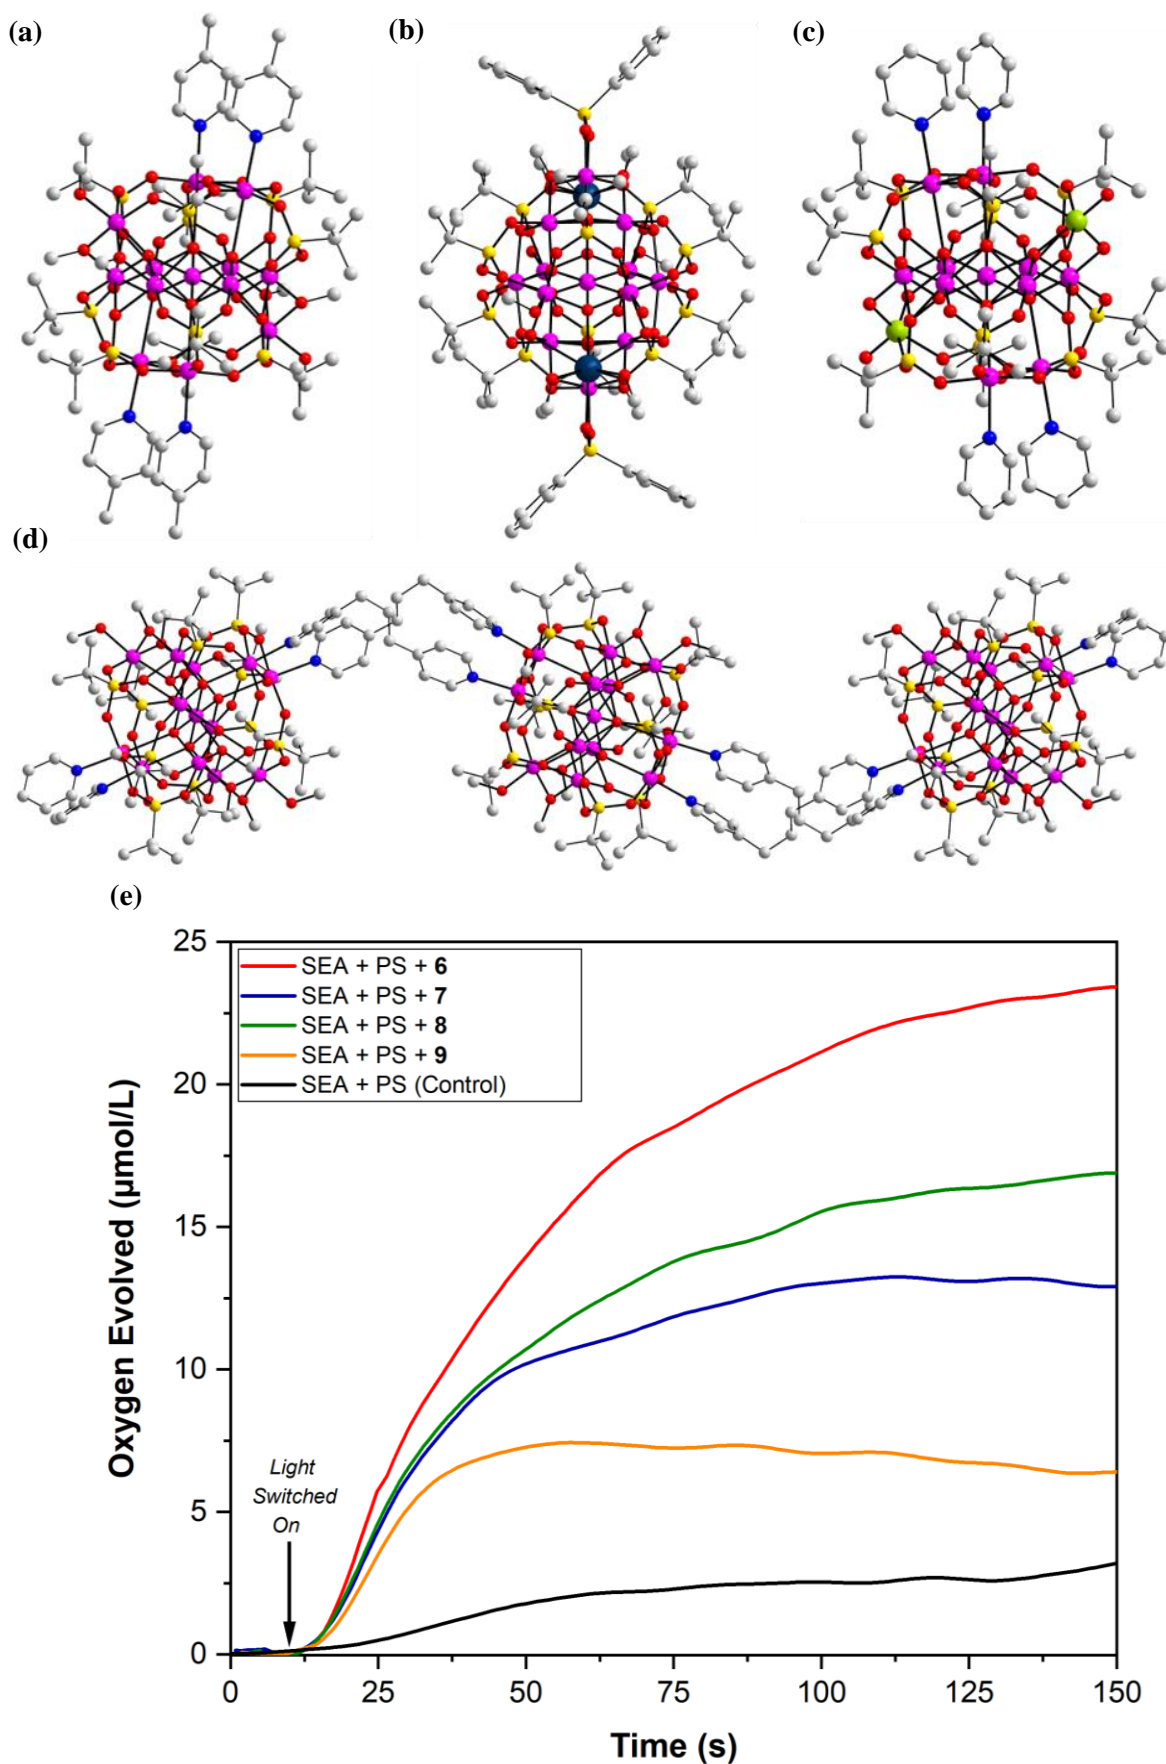 (a)
(b)
(c)
(d)
(e)
25
20
15
10
5
0
Oxygen Evolved (µmol/L)
SEA + PS + 6
SEA + PS + 7
SEA + PS + 8
SEA + PS + 9
SEA + PS (Control)
Light
Switched
On
0
25
50
75
100
125
150
Time (s)